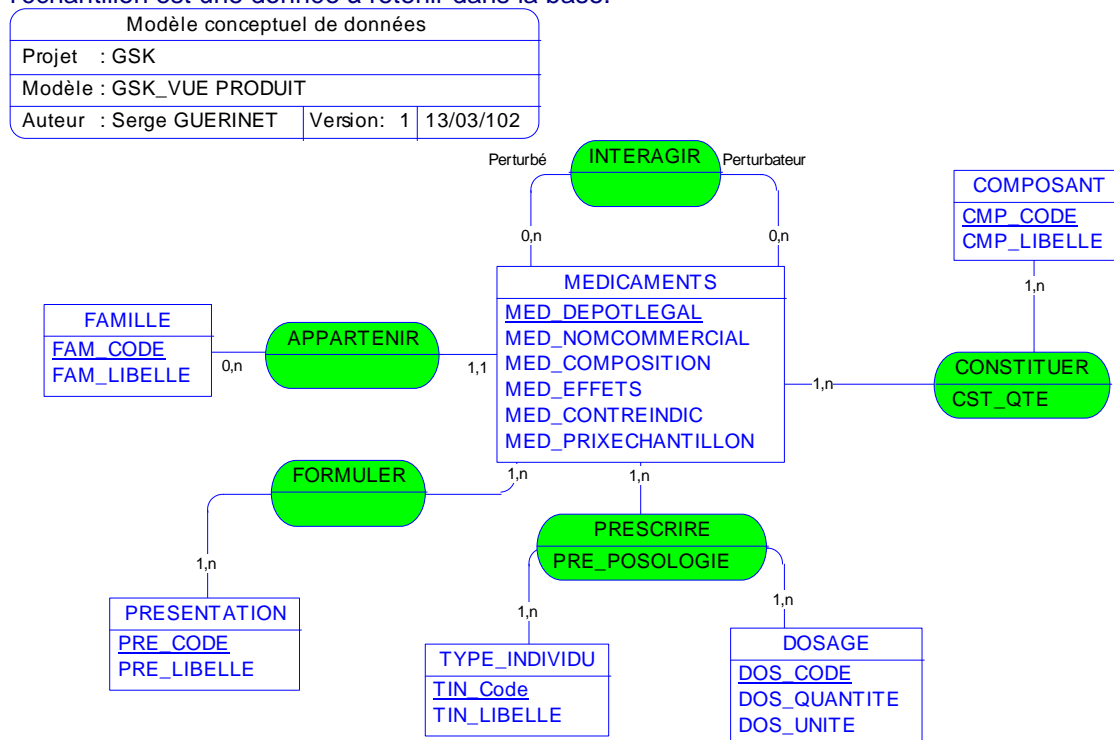 l'échantillon est une donnée à retenir dans la base.
Modèle conceptuel de données
Projet : GSK
Modèle : GSK_VUE PRODUIT
Auteur : Serge GUERINET Version: 1 13/03/102
Perturbé INTERAGIR Perturbateur
0,n 0,n
COMPOSANT
CMP_CODE
CMP_LIBELLE
1,n
MEDICAMENTS
MED_DEPOTLEGAL
MED_NOMCOMMERCIAL
MED_COMPOSITION
MED_EFFETS
MED_CONTREINDIC
MED_PRIXECHANTILLON
FAMILLE
FAM_CODE
FAM_LIBELLE
0,n
APPARTENIR
1,1
1,n
CONSTITUER
CST_QTE
FORMULER
1,n
1,n
1,n
PRESCRIRE
PRE_POSOLOGIE
1,n
1,n
PRESENTATION
PRE_CODE
PRE_LIBELLE
TYPE_INDIVIDU
TIN_Code
TIN_LIBELLE
DOSAGE
DOS_CODE
DOS_QUANTITE
DOS_UNITE